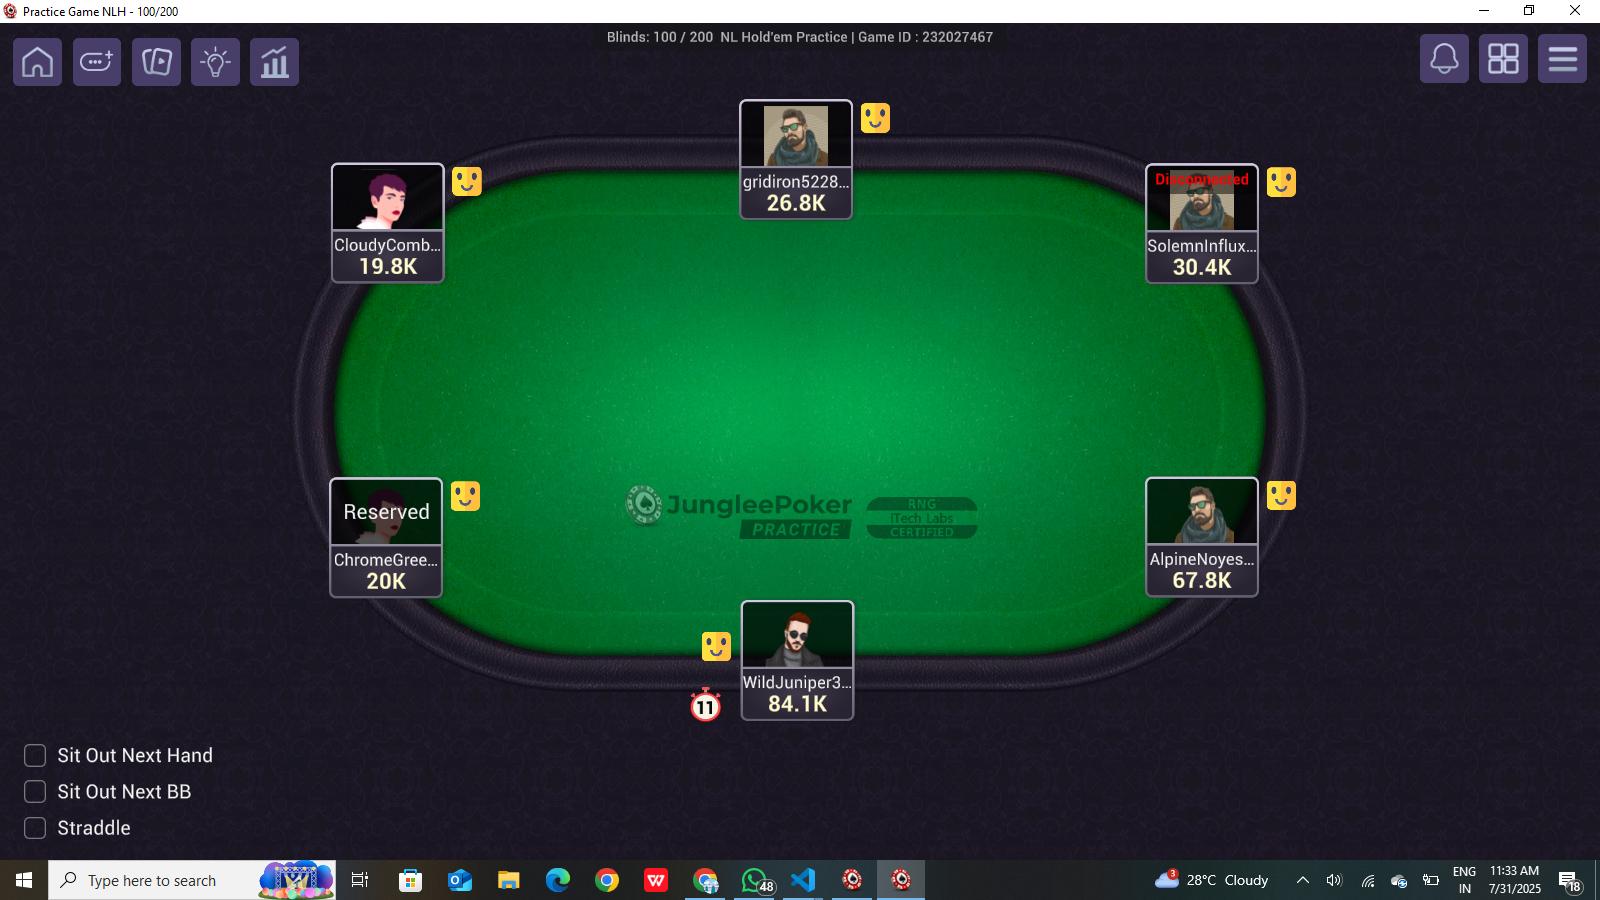 Practice Game NLH - 100/200
Blinds: 100 / 200 NL Hold'em Practice | Game ID : 232027467
gridiron5228...
26.8K
CloudyComb...
19.8K
Disconnected
SolemnInflux...
30.4K
Reserved
ChromeGree...
20K
JungleePoker
PRACTICE
RNG
iTech Labs
CERTIFIED
AlpineNoyes...
67.8K
WildJuniper3...
84.1K
11
Sit Out Next Hand
Sit Out Next BB
Straddle
Type here to search
48
3
28°C Cloudy
ENG
IN
11:33 AM
7/31/2025
18